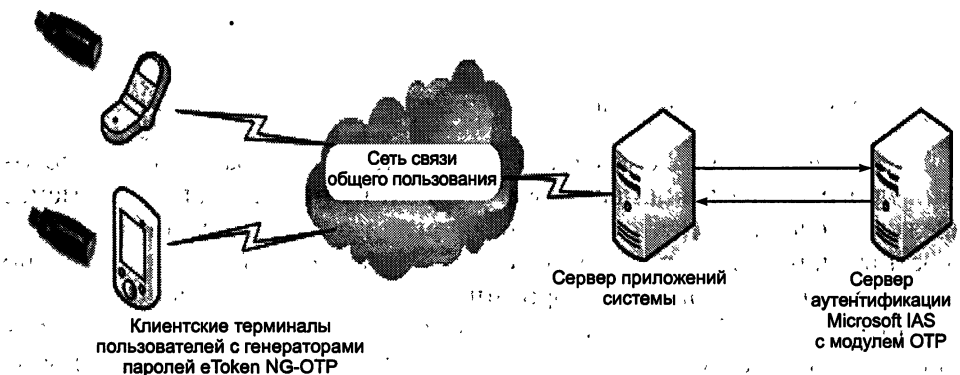 Сеть связи
общего пользования
Сервер приложений
системы
Сервер
аутентификации
Microsoft IAS
с модулем OTP
Клиентские терминалы
пользователей с генераторами
паролей eToken NG-OTP